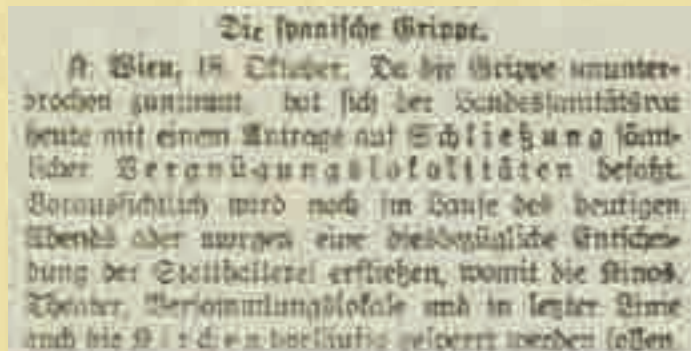 Die spanische Grippe.
ft. Wien, 18. Oktober. Da die Grippe ununter-
brochen zunimmt, hat sich der Landessanitätsrat
heute mit einem Antrage auf Schließung sämt-
licher Vergnügungslokalitäten befaßt.
Voraussichtlich wird noch im Laufe des heutigen
Abends oder morgen eine diesbezügliche Entschei-
dung der Statthalterei erfließen, womit die Kinos,
Theater, Versammlungslokale und in letzter Linie
auch die Kirchen vorläufig gesperrt werden sollen.